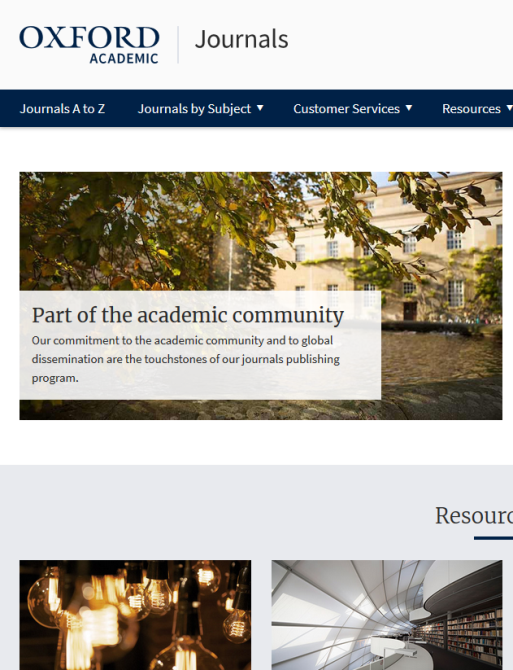 OXFORD
ACADEMIC
Journals
Journals A to Z
Journals by Subject
Customer Services
Resources
Part of the academic community
Our commitment to the academic community and to global
dissemination are the touchstones of our journals publishing
program.